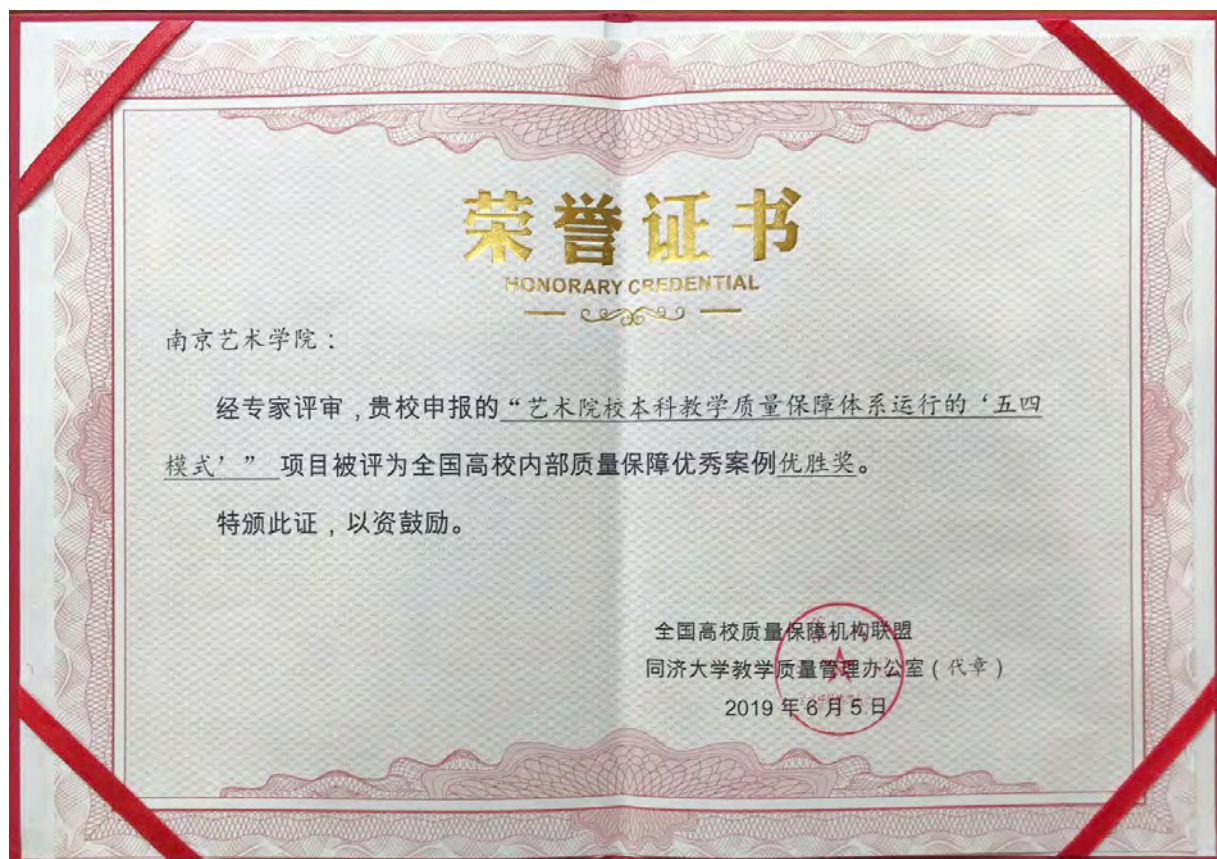 荣誉证书
HONORARY CREDENTIAL
南京艺术学院：
经专家评审，贵校申报的“艺术院校本科教学质量保障体系运行的‘五四
模式’” 项目被评为全国高校内部质量保障优秀案例优胜奖。
特颁此证，以资鼓励。
全国高校质量保障机构联盟
同济大学教学质量管理办公室（代章）
2019年6月5日